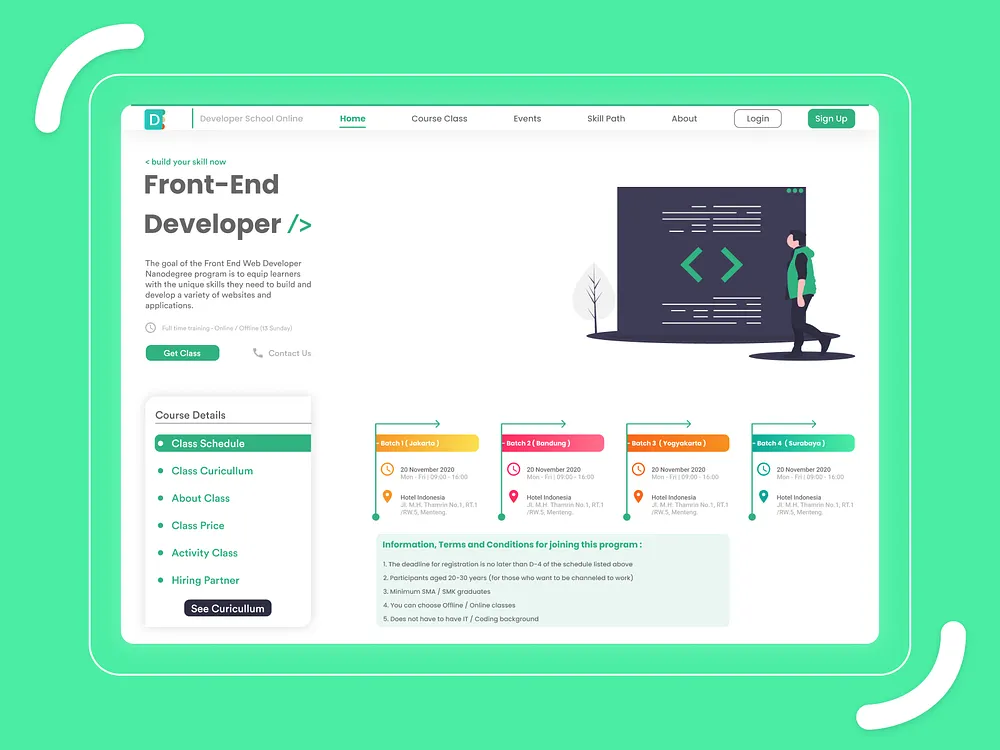 D
Developer School Online
Home
Course Class
Events
Skill Path
About
Login
Sign Up
< build your skill now
Front-End
Developer />
The goal of the Front End Web Developer
Nanodegree program is to equip learners
with the unique skills they need to build and
develop a variety of websites and
applications.
Full time training - Online / Offline (13 Sunday)
Get Class
Contact Us
< >
Course Details
Class Schedule
Class Curicullum
About Class
Class Price
Activity Class
Hiring Partner
See Curicullum
- Batch 1 ( Jakarta )
20 November 2020
Mon - Fri | 09:00 - 16:00
Hotel Indonesia
Jl. M.H. Thamrin No.1, RT.1
/RW.5, Menteng.
- Batch 2 ( Bandung )
20 November 2020
Mon - Fri | 09:00 - 16:00
Hotel Indonesia
Jl. M.H. Thamrin No.1, RT.1
/RW.5, Menteng.
- Batch 3 ( Yogyakarta )
20 November 2020
Mon - Fri | 09:00 - 16:00
Hotel Indonesia
Jl. M.H. Thamrin No.1, RT.1
/RW.5, Menteng.
- Batch 4 ( Surabaya )
20 November 2020
Mon - Fri | 09:00 - 16:00
Hotel Indonesia
Jl. M.H. Thamrin No.1, RT.1
/RW.5, Menteng.
Information, Terms and Conditions for joining this program :
1. The deadline for registration is no later than D-4 of the schedule listed above
2. Participants aged 20-30 years (for those who want to be channeled to work)
3. Minimum SMA / SMK graduates
4. You can choose Offline / Online classes
5. Does not have to have IT / Coding background